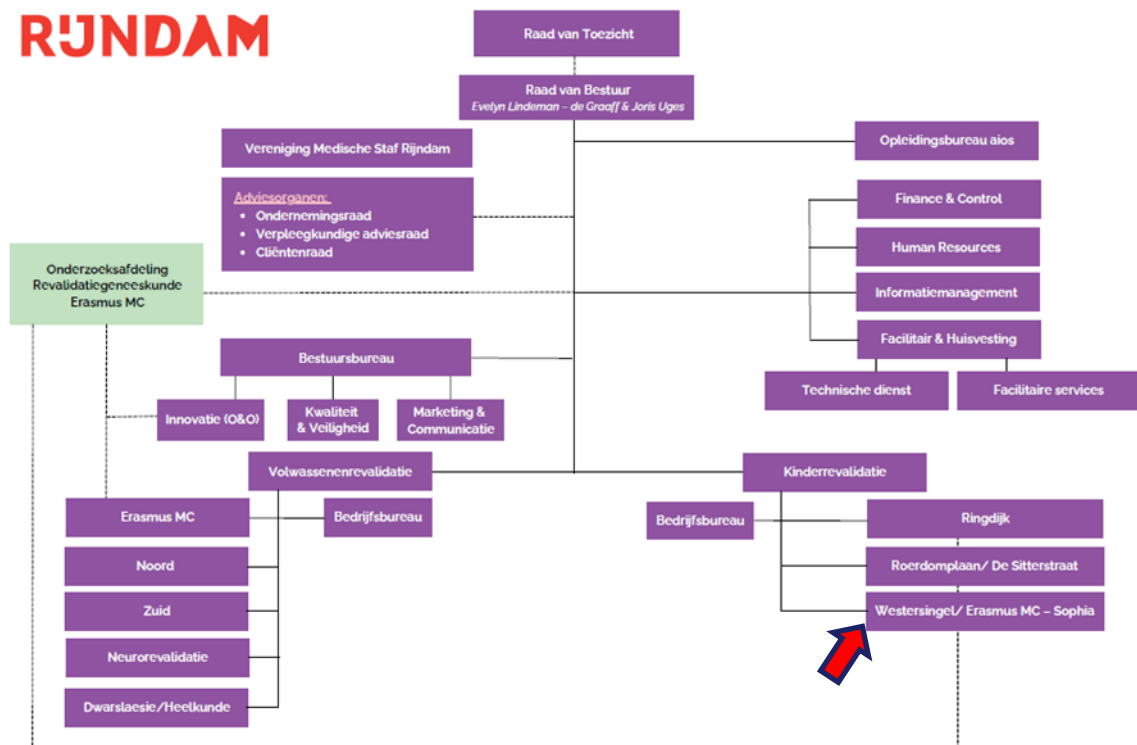 RIJNDAM
Raad van Toezicht
Raad van Bestuur
Evelyn Lindeman – de Graaff & Joris Uges
Vereniging Medische Staf Rijndam
Opleidingsbureau aios
Adviesorganen:
• Ondernemingsraad
• Verpleegkundige adviesraad
• Cliëntenraad
Finance & Control
Human Resources
Informatiemanagement
Facilitair & Huisvesting
Technische dienst
Facilitaire services
Onderzoeksafdeling
Revalidatiegeneeskunde
Erasmus MC
Bestuursbureau
Innovatie (O&O)
Kwaliteit
& Veiligheid
Marketing &
Communicatie
Volwassenenrevalidatie
Kinderrevalidatie
Erasmus MC
Bedrijfsbureau
Noord
Zuid
Neurorevalidatie
Dwarslaesie/Heelkunde
Bedrijfsbureau
Ringdijk
Roerdomplaan/ De Sitterstraat
Westersingel/ Erasmus MC – Sophia